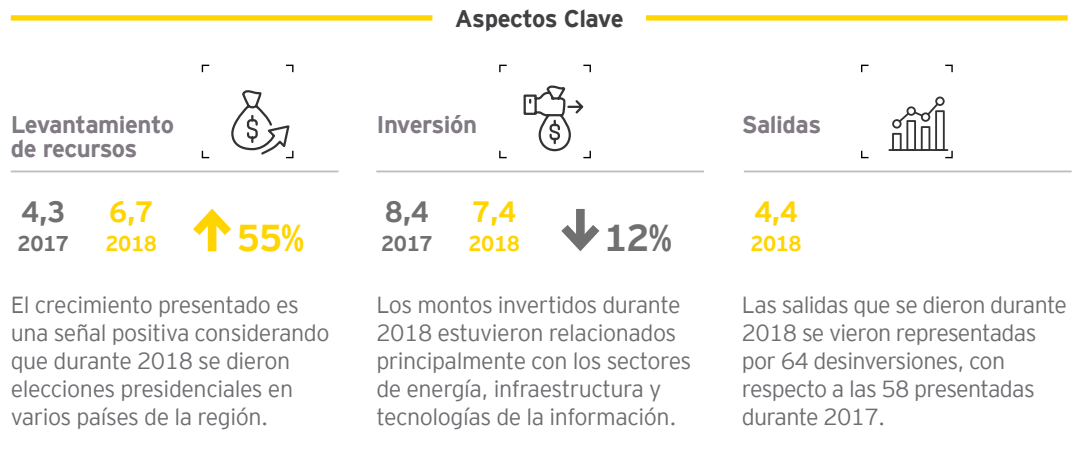 Aspectos Clave
Levantamiento
de recursos
$
4,3
2017
6,7
2018
55%
El crecimiento presentado es
una señal positiva considerando
que durante 2018 se dieron
elecciones presidenciales en
varios países de la región.
Inversión
$
8,4
2017
7,4
2018
12%
Los montos invertidos durante
2018 estuvieron relacionados
principalmente con los sectores
de energía, infraestructura y
tecnologías de la información.
Salidas
4,4
2018
Las salidas que se dieron durante
2018 se vieron representadas
por 64 desinversiones, con
respecto a las 58 presentadas
durante 2017.